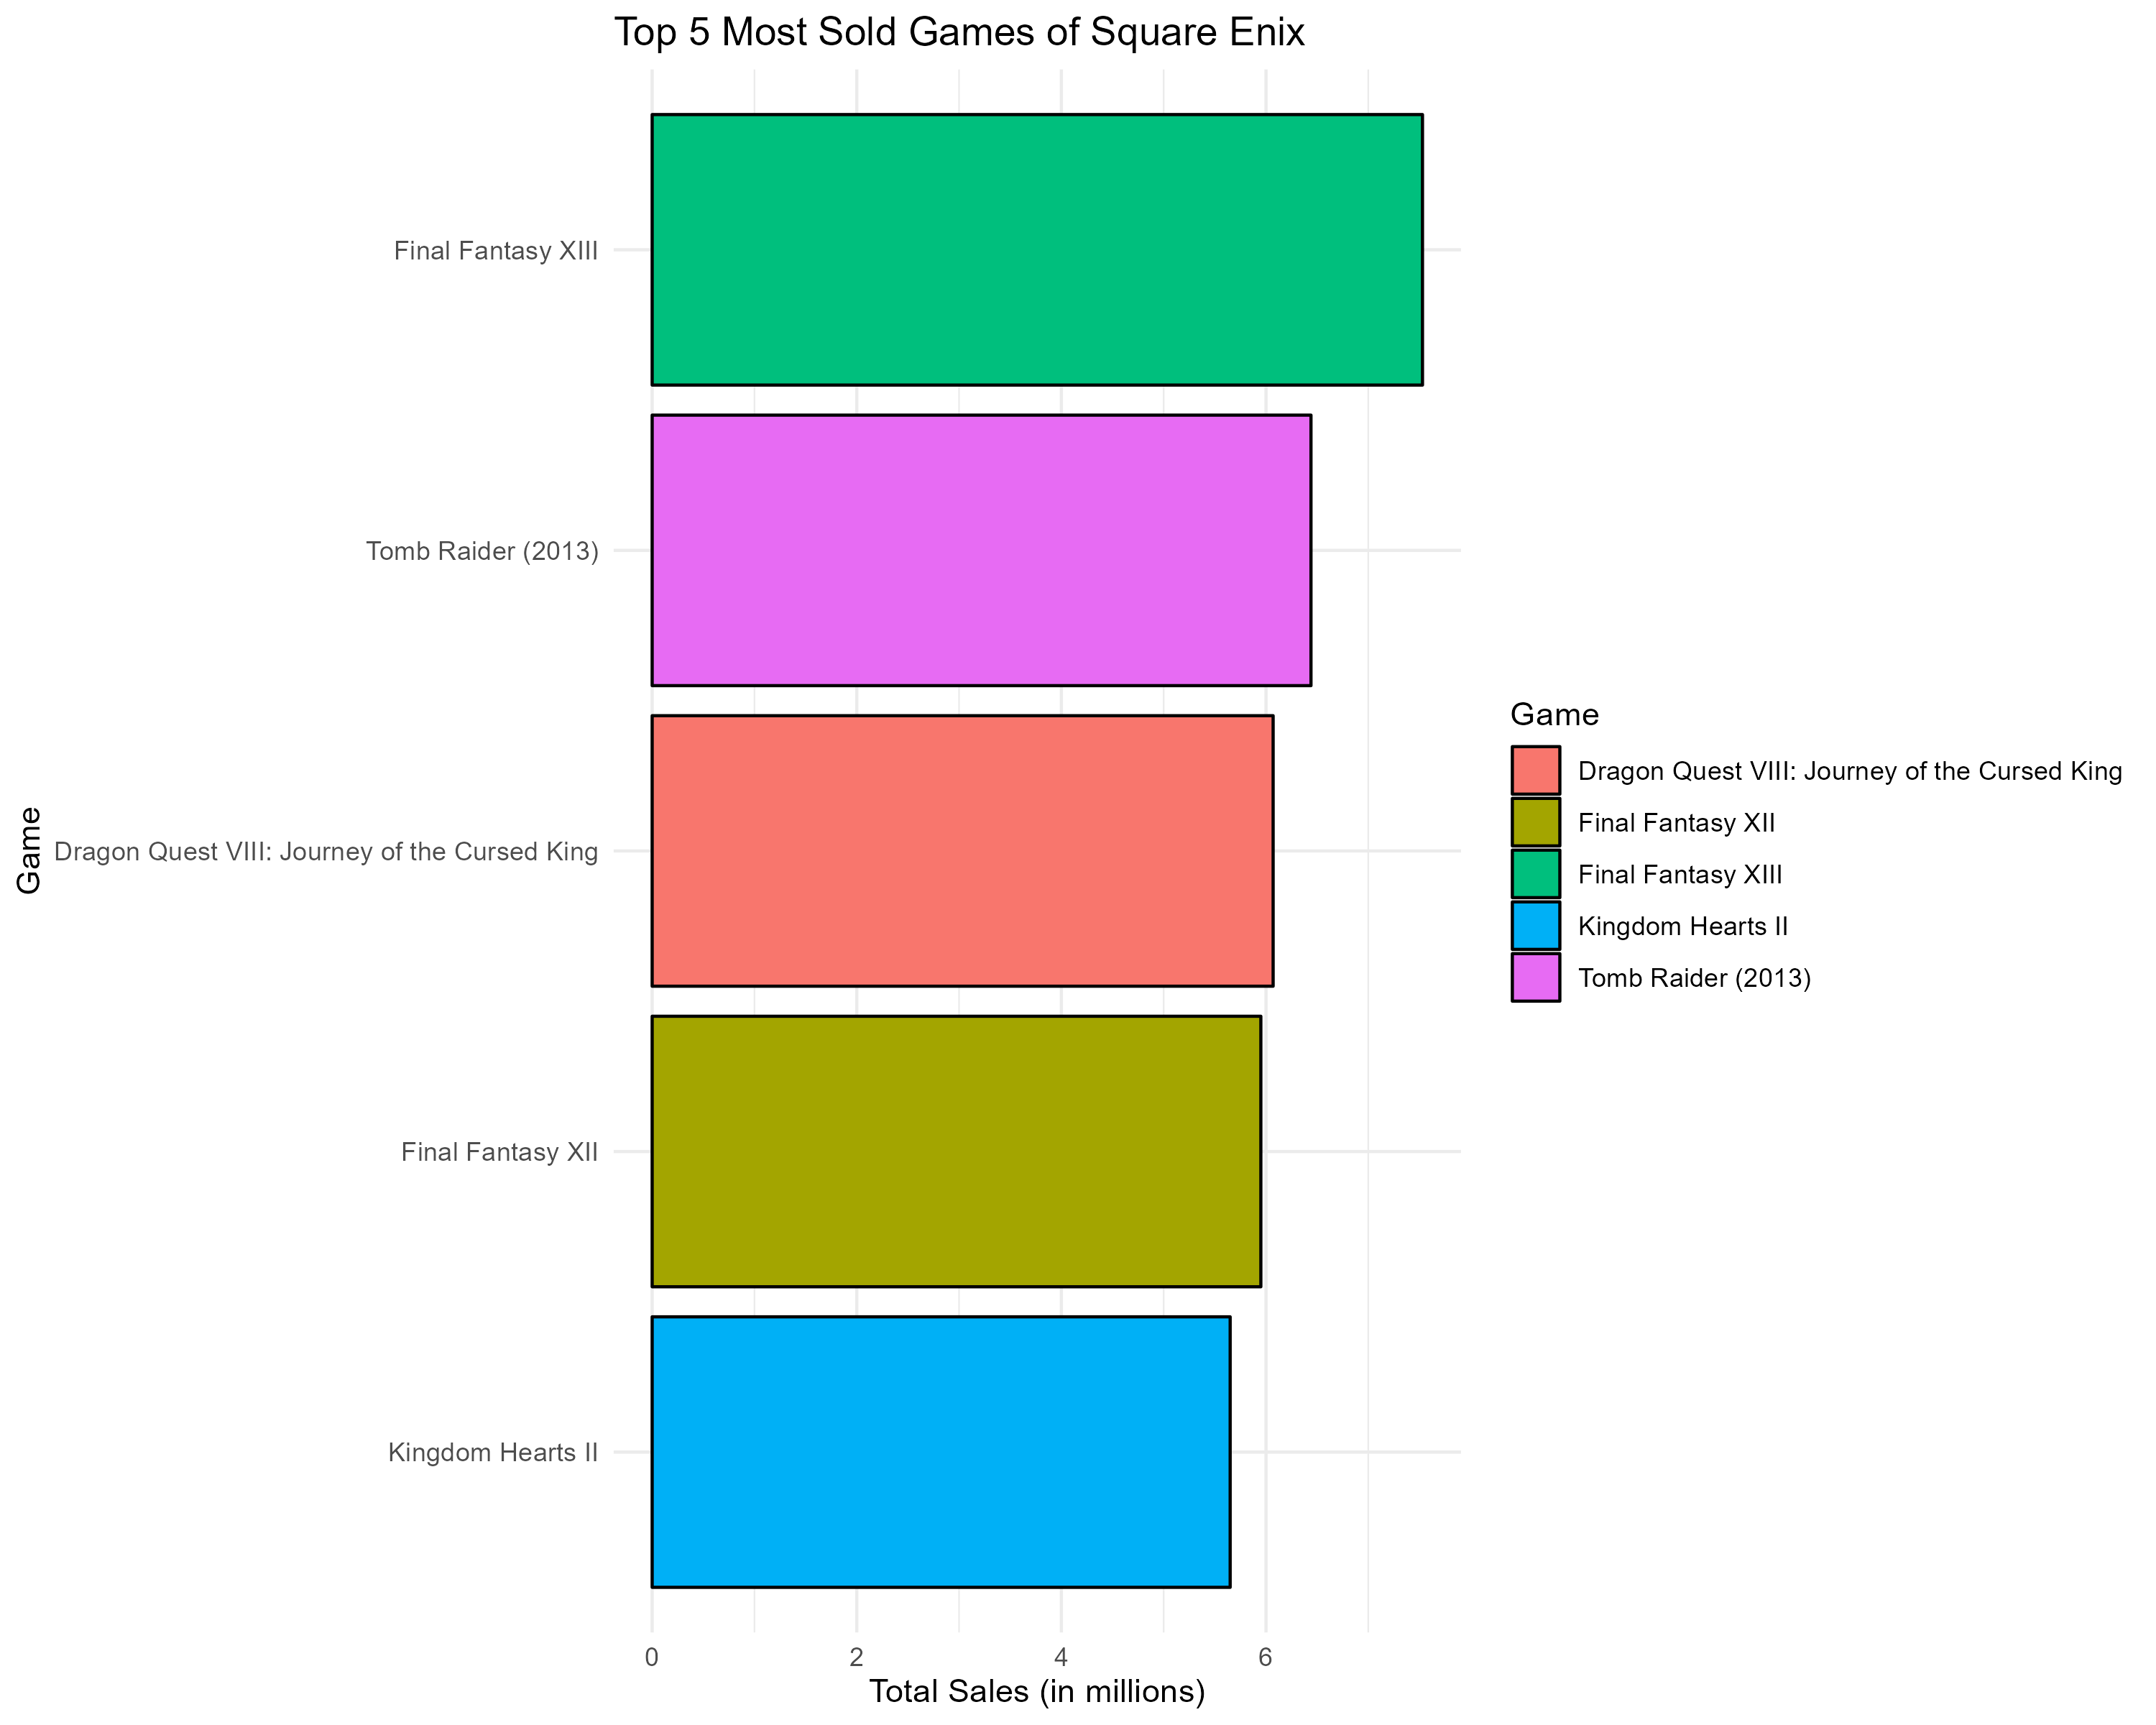 Top 5 Most Sold Games of Square Enix
Game
Final Fantasy XIII
Tomb Raider (2013)
Dragon Quest VIII: Journey of the Cursed King
Final Fantasy XII
Kingdom Hearts II
0 2 4 6
Total Sales (in millions)
Game
Dragon Quest VIII: Journey of the Cursed King
Final Fantasy XII
Final Fantasy XIII
Kingdom Hearts II
Tomb Raider (2013)